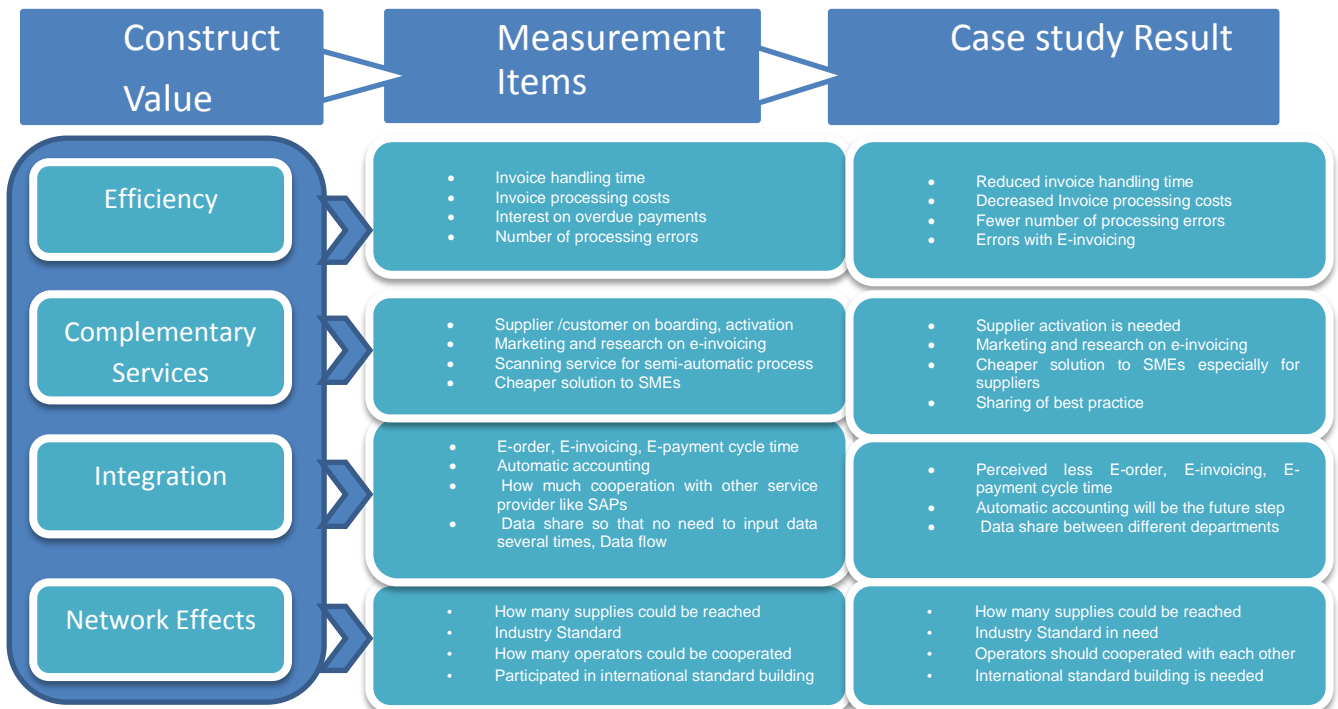 Construct
Value
Measurement
Items
Case study Result
Efficiency
• Invoice handling time
• Invoice processing costs
• Interest on overdue payments
• Number of processing errors
• Reduced invoice handling time
• Decreased Invoice processing costs
• Fewer number of processing errors
• Errors with E-invoicing
Complementary
Services
• Supplier /customer on boarding, activation
• Marketing and research on e-invoicing
• Scanning service for semi-automatic process
• Cheaper solution to SMEs
• Supplier activation is needed
• Marketing and research on e-invoicing
• Cheaper solution to SMEs especially for
suppliers
• Sharing of best practice
Integration
• E-order, E-invoicing, E-payment cycle time
• Automatic accounting
• How much cooperation with other service
provider like SAPs
• Data share so that no need to input data
several times, Data flow
• Perceived less E-order, E-invoicing, E-
payment cycle time
• Automatic accounting will be the future step
• Data share between different departments
Network Effects
• How many supplies could be reached
• Industry Standard
• How many operators could be cooperated
• Participated in international standard building
• How many supplies could be reached
• Industry Standard in need
• Operators should cooperated with each other
• International standard building is needed